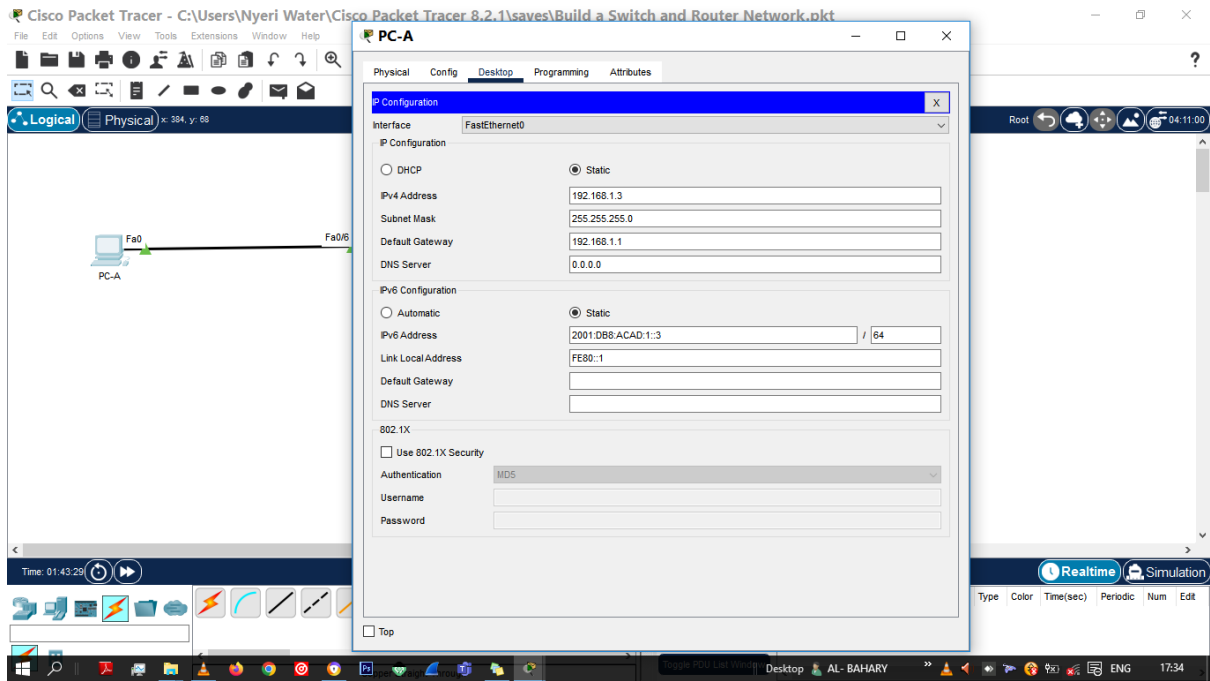 Cisco Packet Tracer - C:\Users\Nyeri Water\Cisco Packet Tracer 8.2.1\saves\Build a Switch and Router Network.pkt
File Edit Options View Tools Extensions Window Help
PC-A
?
Physical Config Desktop Programming Attributes
IP Configuration X
Logical Physical x: 384, y: 68
Root 04:11:00
Interface FastEthernet0
IP Configuration
DHCP Static
IPv4 Address 192.168.1.3
Subnet Mask 255.255.255.0
Default Gateway 192.168.1.1
DNS Server 0.0.0.0
Fa0 Fa0/6
PC-A
IPv6 Configuration
Automatic Static
IPv6 Address 2001:DB8:ACAD:1::3 / 64
Link Local Address FE80::1
Default Gateway
DNS Server
802.1X
Use 802.1X Security
Authentication MD5
Username
Password
Time: 01:43:29 Realtime Simulation
Type Color Time(sec) Periodic Num Edit
Top
Toggle PDU List Window
Desktop AL- BAHARY ENG 17:34